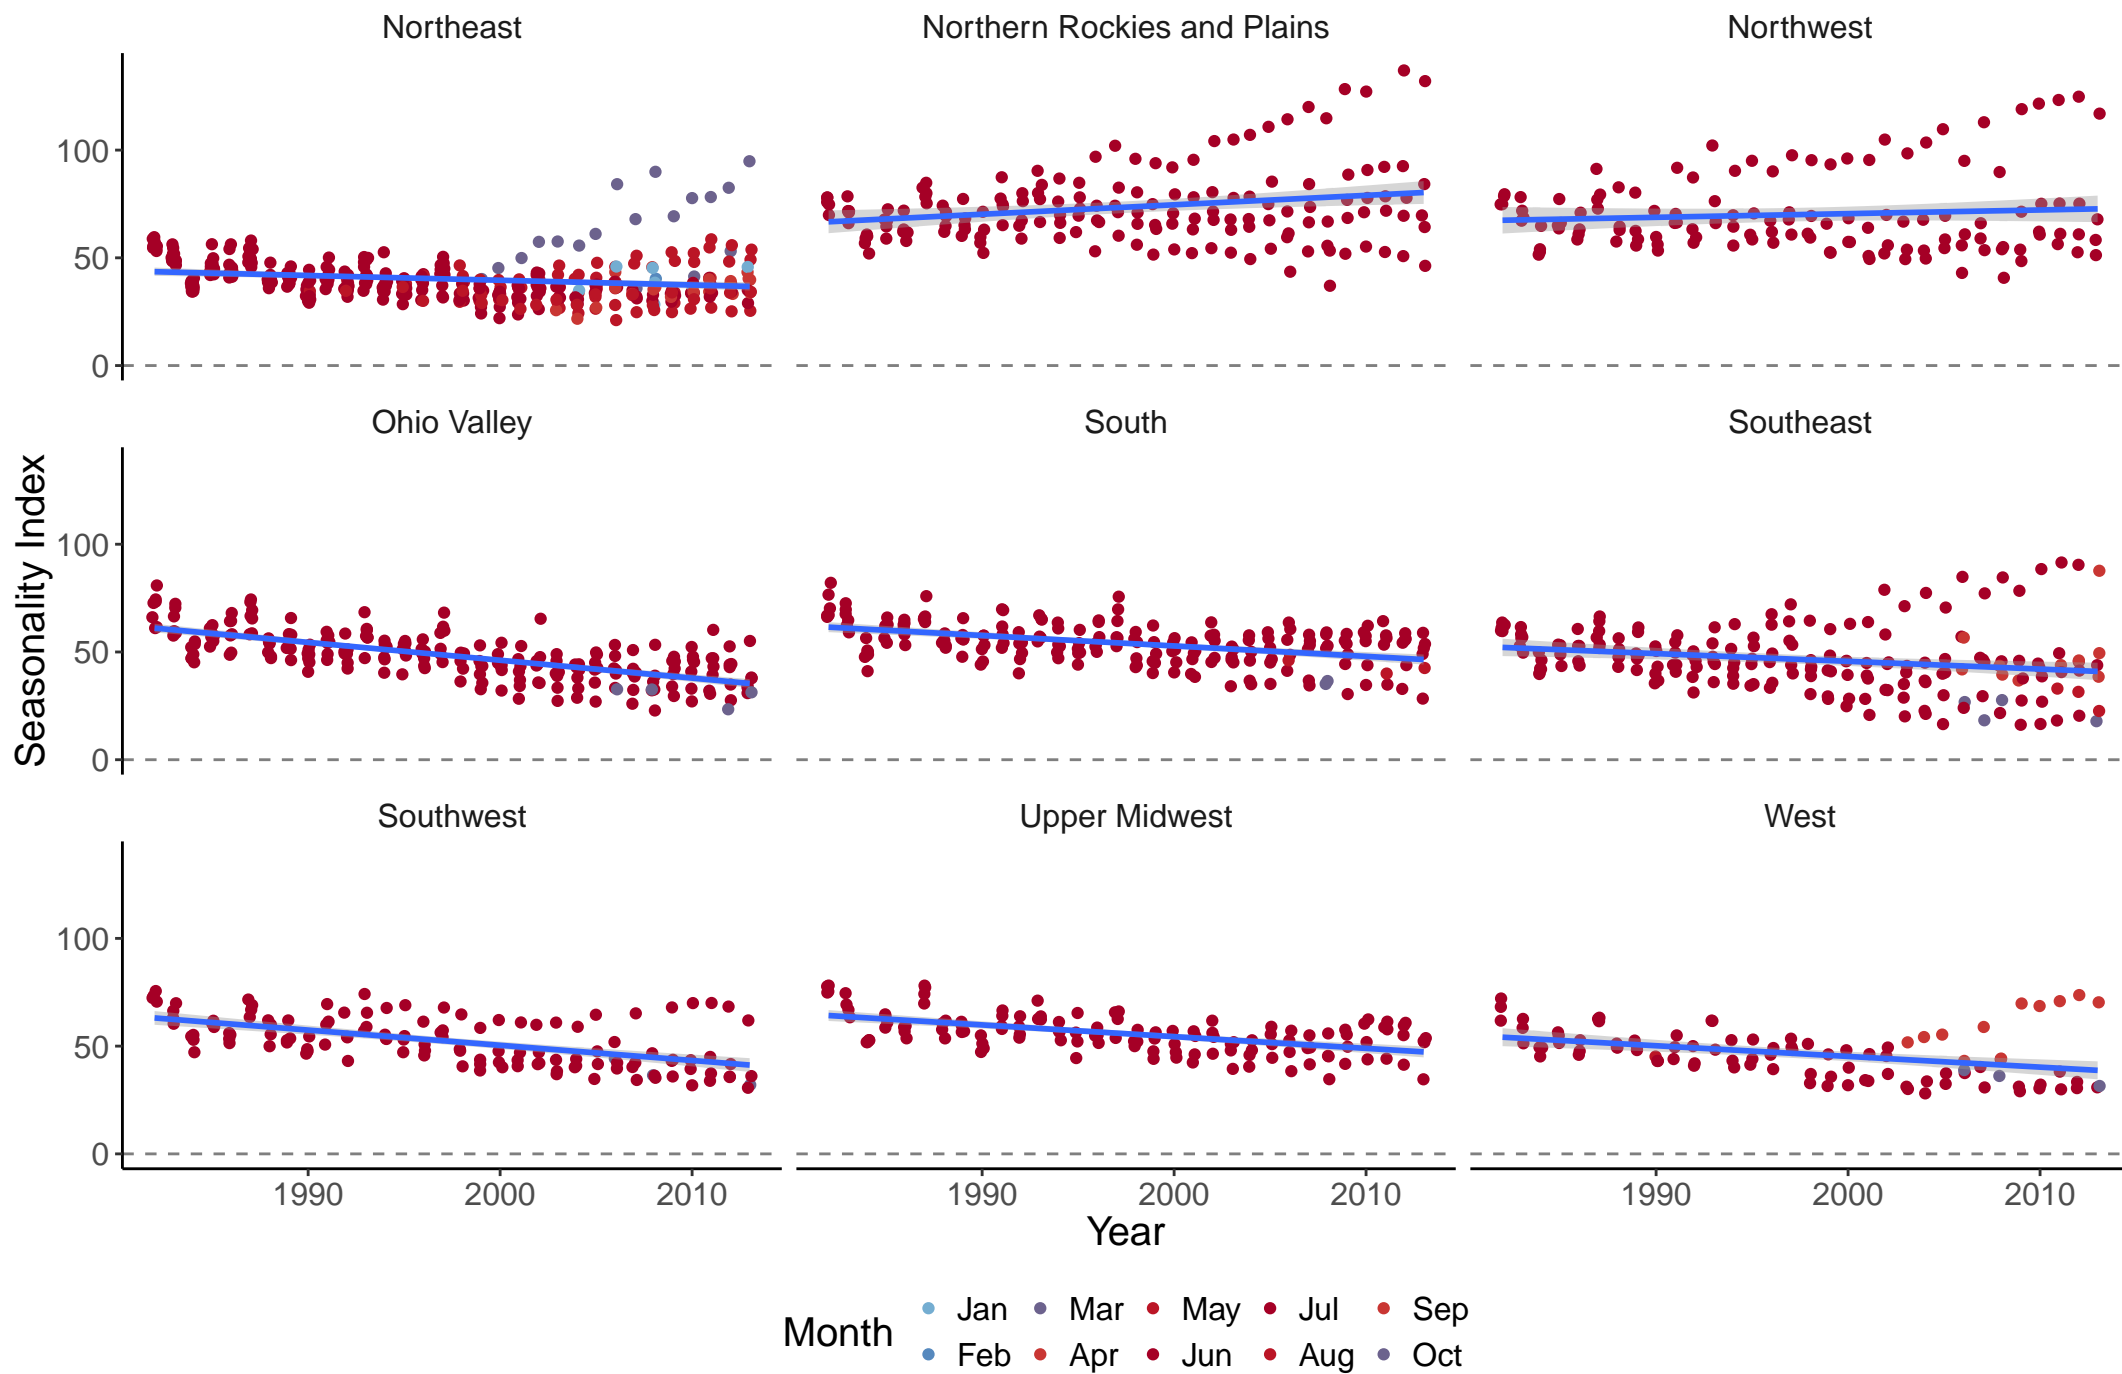 Northeast Northern Rockies and Plains Northwest
100
50
0
Ohio Valley South Southeast
Seasonality Index
100
50
0
Southwest Upper Midwest West
100
50
0
1990 2000 2010 1990 2000 2010 1990 2000 2010
Year
Month
Jan Mar May Jul Sep
Feb Apr Jun Aug Oct